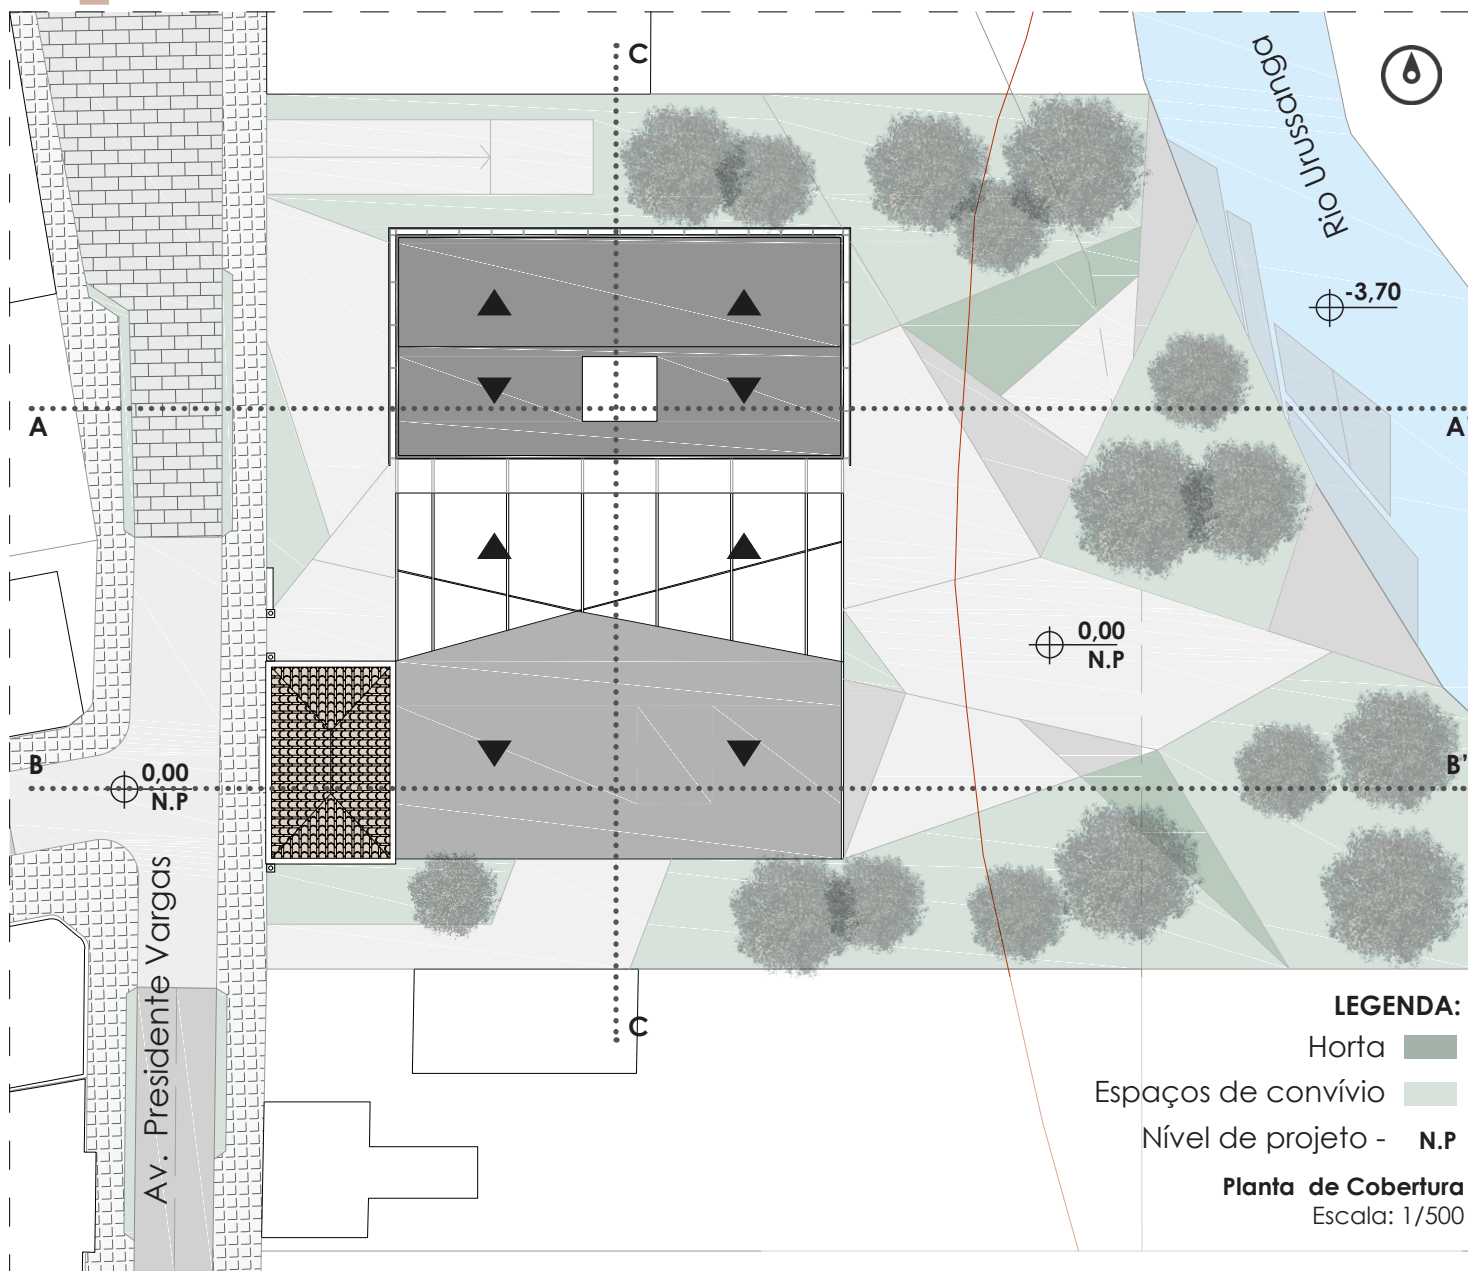 C
Rio Urussanga
-3,70
A
A'
0,00
N.P
B
B'
0,00
N.P
Av. Presidente Vargas
C
LEGENDA:
Horta
Espaços de convívio
Nível de projeto - N.P
Planta de Cobertura
Escala: 1/500